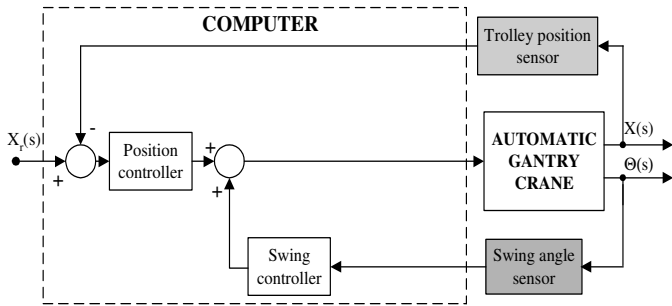 COMPUTER
Trolley position
sensor
-
X_r(s)
+
Position
controller
+
+
AUTOMATIC
GANTRY
CRANE
X(s)
Θ(s)
Swing
controller
Swing angle
sensor